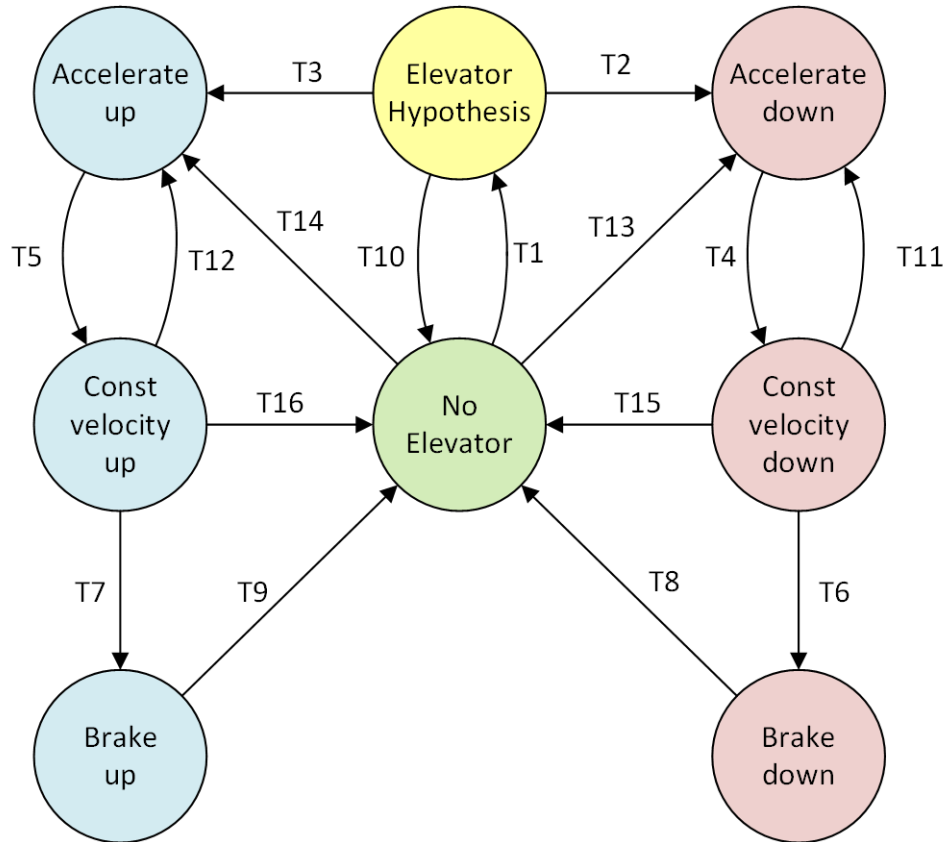 Accelerate
up
T3
Elevator
Hypothesis
T2
Accelerate
down
T5
T12
T14
T10
T1
T13
T4
T11
Const
velocity
up
T16
No
Elevator
T15
Const
velocity
down
T7
T9
T8
T6
Brake
up
Brake
down